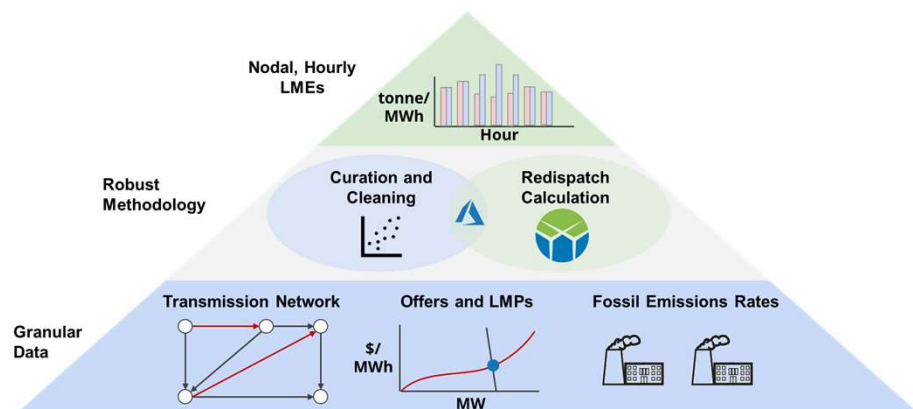 Nodal, Hourly
LMEs
tonne/
MWh
Hour
Robust
Methodology
Curation and
Cleaning
Redispatch
Calculation
Granular
Data
Transmission Network
Offers and LMPs
Fossil Emissions Rates
$/
MWh
MW